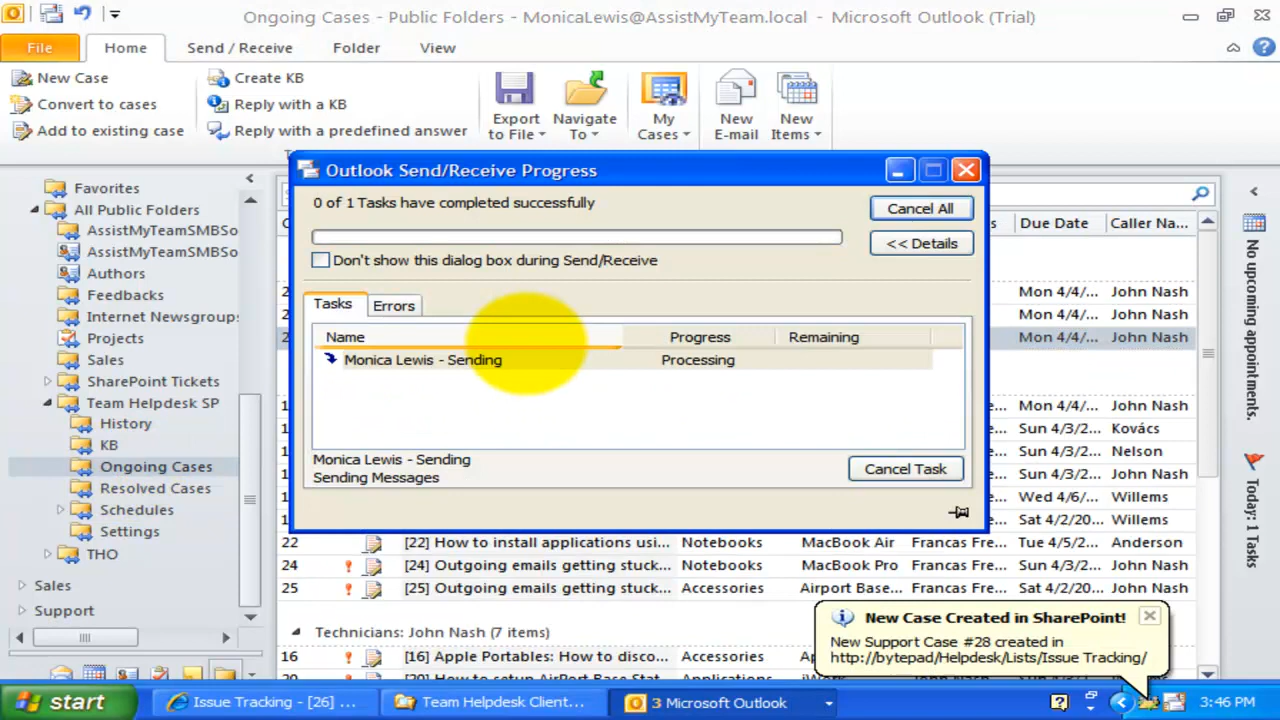 Ongoing Cases - Public Folders - MonicaLewis@AssistMyTeam.local - Microsoft Outlook (Trial)
File Home Send / Receive Folder View
New Case
Convert to cases
Add to existing case
Create KB
Reply with a KB
Reply with a predefined answer
Export to File
Navigate To
My Cases
New E-mail
New Items
Favorites
All Public Folders
AssistMyTeamSMBSo
AssistMyTeamSMBSo
Authors
Feedbacks
Internet Newsgroups
Projects
Sales
SharePoint Tickets
Team Helpdesk SP
History
KB
Ongoing Cases
Resolved Cases
Schedules
Settings
THO
Sales
Support
Outlook Send/Receive Progress
0 of 1 Tasks have completed successfully
Cancel All
<< Details
Don't show this dialog box during Send/Receive
Tasks Errors
Name Progress Remaining
Monica Lewis - Sending Processing
Monica Lewis - Sending
Sending Messages
Cancel Task
Due Date Caller Na...
Mon 4/4/... John Nash
Mon 4/4/... John Nash
Mon 4/4/... John Nash
Mon 4/4/... John Nash
Sun 4/3/2... Kovács
Sun 4/3/2... Nelson
Sun 4/3/2... Willems
Wed 4/6/... Willems
Sat 4/2/20... Willems
22 [22] How to install applications usi... Notebooks MacBook Air Francas Fre... Tue 4/5/2... Anderson
24 [24] Outgoing emails getting stuck... Notebooks MacBook Pro Francas Fre... Sun 4/3/2... John Nash
25 [25] Outgoing emails getting stuck... Accessories Airport Base... Francas Fre... Sat 4/2/20... John Nash
Technicians: John Nash (7 items)
16 [16] Apple Portables: How to disco... Accessories
New Case Created in SharePoint!
New Support Case #28 created in
http://bytepad/Helpdesk/Lists/Issue Tracking/
No upcoming appointments.
Today: 1 Tasks
start
Issue Tracking - [26] ...
Team Helpdesk Client...
3 Microsoft Outlook
3:46 PM